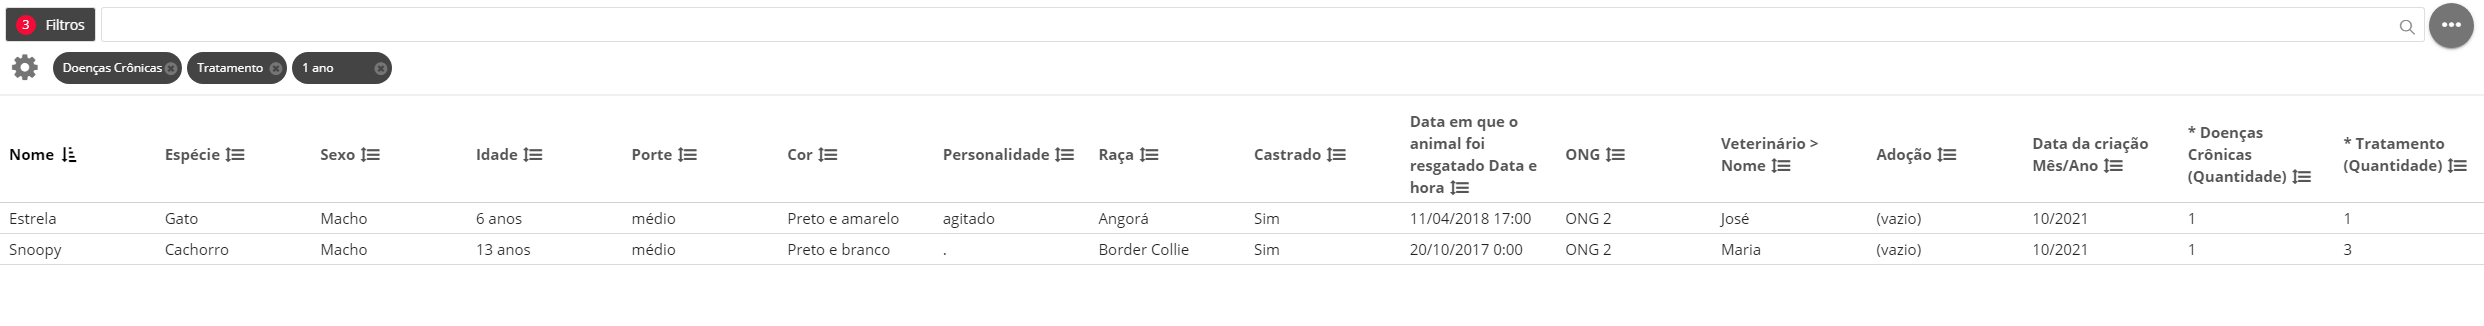 3 Filtros
Doenças Crônicas Tratamento 1 ano
Nome Espécie Sexo Idade Porte Cor Personalidade Raça Castrado Data em que o animal foi resgatado Data e hora ONG Veterinário > Nome Adoção Data da criação Mês/Ano * Doenças Crônicas (Quantidade) * Tratamento (Quantidade)
Estrela Gato Macho 6 anos médio Preto e amarelo agitado Angorá Sim 11/04/2018 17:00 ONG 2 José (vazio) 10/2021 1 1
Snoopy Cachorro Macho 13 anos médio Preto e branco . Border Collie Sim 20/10/2017 0:00 ONG 2 Maria (vazio) 10/2021 1 3